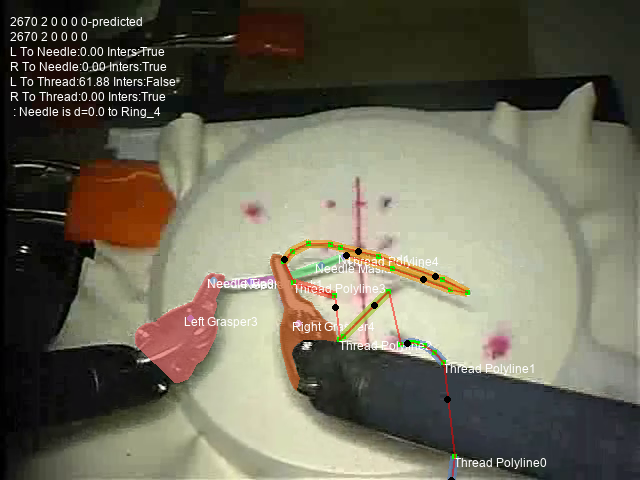 2670 2 0 0 0 0-predicted
2670 2 0 0 0 0
L To Needle:0.00 Inters:True
R To Needle:0.00 Inters:True
L To Thread:61.88 Inters:False
R To Thread:0.00 Inters:True
: Needle is d=0.0 to Ring_4
Thread Polyline4
Needle Mask
Thread Polyline3
Left Grasper3
Right Grasper4
Thread Polyline1
Thread Polyline0